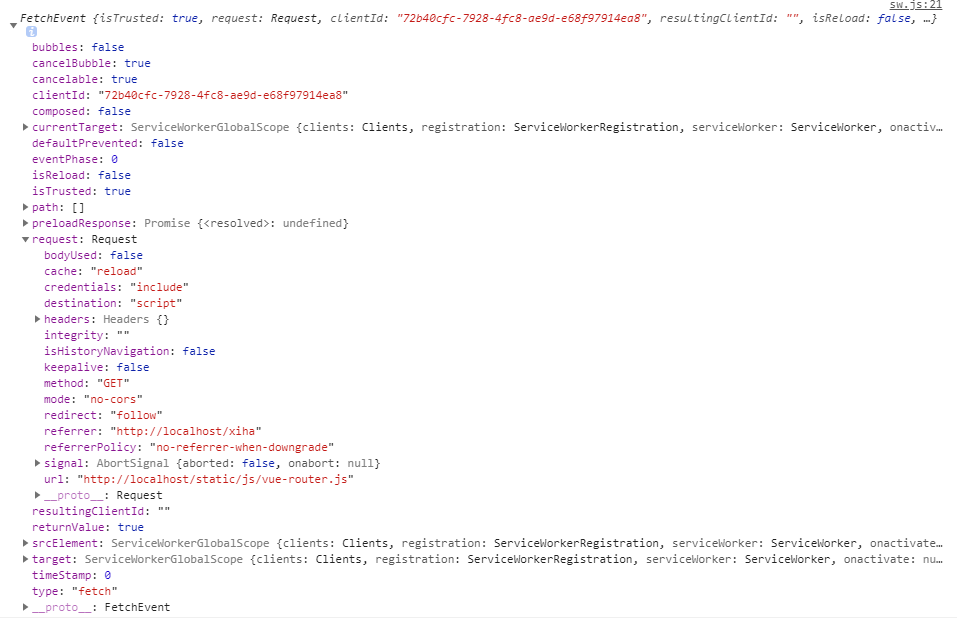 sw.js:21
FetchEvent {isTrusted: true, request: Request, clientId: "72b40cfc-7928-4fc8-ae9d-e68f97914ea8", resultingClientId: "", isReload: false, …}
i
bubbles: false
cancelBubble: true
cancelable: true
clientId: "72b40cfc-7928-4fc8-ae9d-e68f97914ea8"
composed: false
currentTarget: ServiceWorkerGlobalScope {clients: Clients, registration: ServiceWorkerRegistration, serviceWorker: ServiceWorker, onactiv…
defaultPrevented: false
eventPhase: 0
isReload: false
isTrusted: true
path: []
preloadResponse: Promise {<resolved>: undefined}
request: Request
bodyUsed: false
cache: "reload"
credentials: "include"
destination: "script"
headers: Headers {}
integrity: ""
isHistoryNavigation: false
keepalive: false
method: "GET"
mode: "no-cors"
redirect: "follow"
referrer: "http://localhost/xiha"
referrerPolicy: "no-referrer-when-downgrade"
signal: AbortSignal {aborted: false, onabort: null}
url: "http://localhost/static/js/vue-router.js"
__proto__: Request
resultingClientId: ""
returnValue: true
srcElement: ServiceWorkerGlobalScope {clients: Clients, registration: ServiceWorkerRegistration, serviceWorker: ServiceWorker, onactivate…
target: ServiceWorkerGlobalScope {clients: Clients, registration: ServiceWorkerRegistration, serviceWorker: ServiceWorker, onactivate: nu…
timeStamp: 0
type: "fetch"
__proto__: FetchEvent